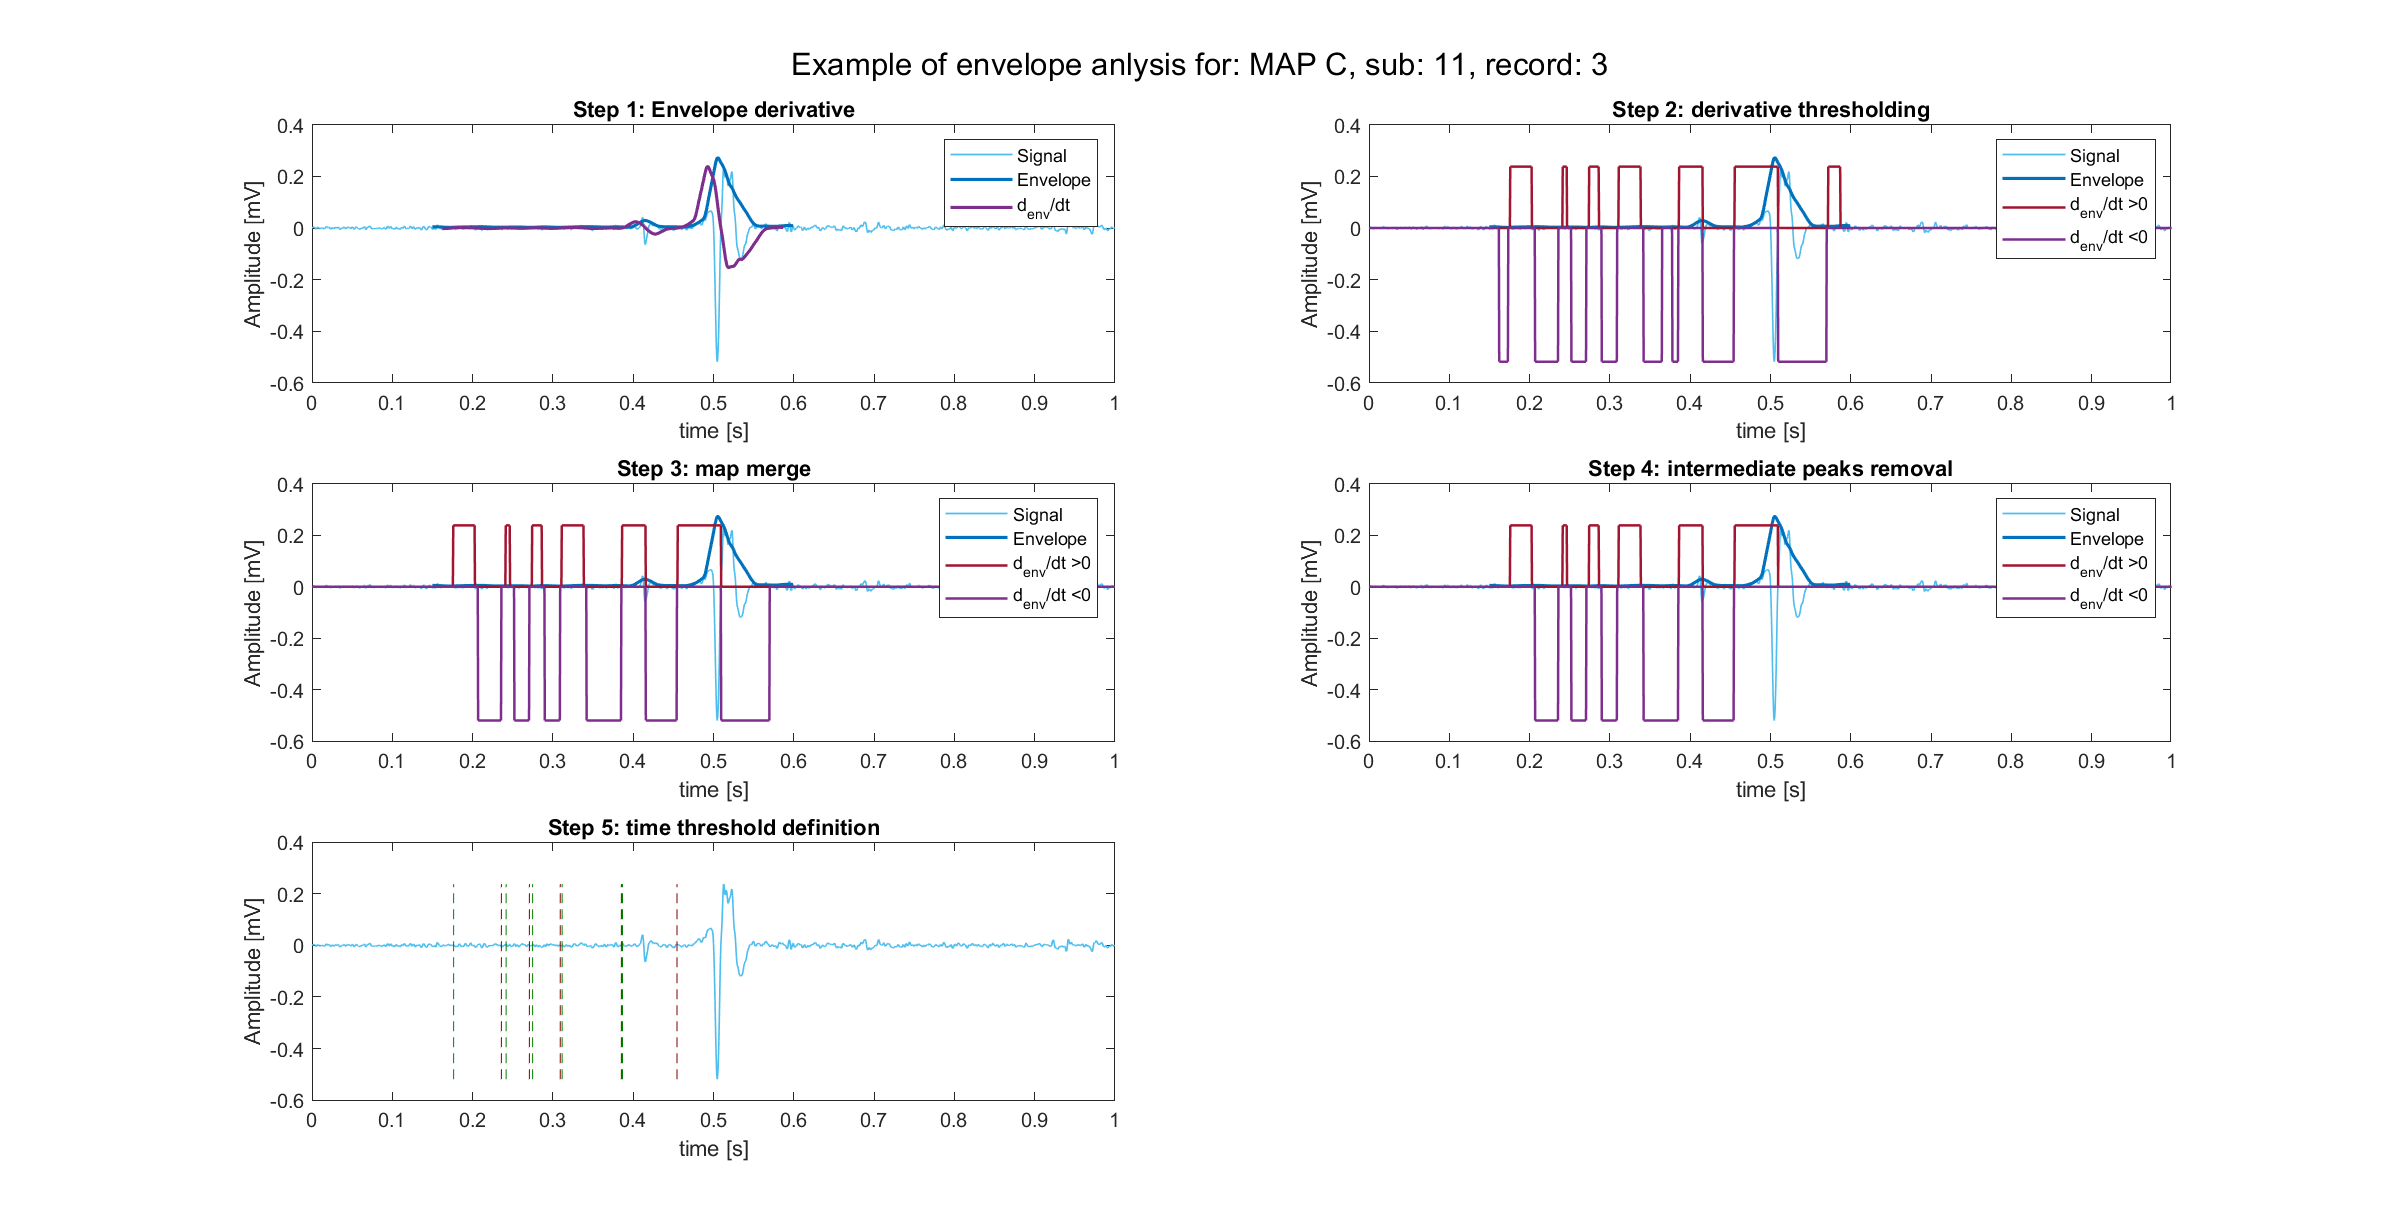 Example of envelope anlysis for: MAP C, sub: 11, record: 3
Step 1: Envelope derivative
0.4
0.2
0
-0.2
-0.4
-0.6
Amplitude [mV]
0 0.1 0.2 0.3 0.4 0.5 0.6 0.7 0.8 0.9 1
time [s]
Signal
Envelope
d_env/dt
Step 2: derivative thresholding
0.4
0.2
0
-0.2
-0.4
-0.6
Amplitude [mV]
0 0.1 0.2 0.3 0.4 0.5 0.6 0.7 0.8 0.9 1
time [s]
Signal
Envelope
d_env/dt >0
d_env/dt <0
Step 3: map merge
0.4
0.2
0
-0.2
-0.4
-0.6
Amplitude [mV]
0 0.1 0.2 0.3 0.4 0.5 0.6 0.7 0.8 0.9 1
time [s]
Signal
Envelope
d_env/dt >0
d_env/dt <0
Step 4: intermediate peaks removal
0.4
0.2
0
-0.2
-0.4
-0.6
Amplitude [mV]
0 0.1 0.2 0.3 0.4 0.5 0.6 0.7 0.8 0.9 1
time [s]
Signal
Envelope
d_env/dt >0
d_env/dt <0
Step 5: time threshold definition
0.4
0.2
0
-0.2
-0.4
-0.6
Amplitude [mV]
0 0.1 0.2 0.3 0.4 0.5 0.6 0.7 0.8 0.9 1
time [s]